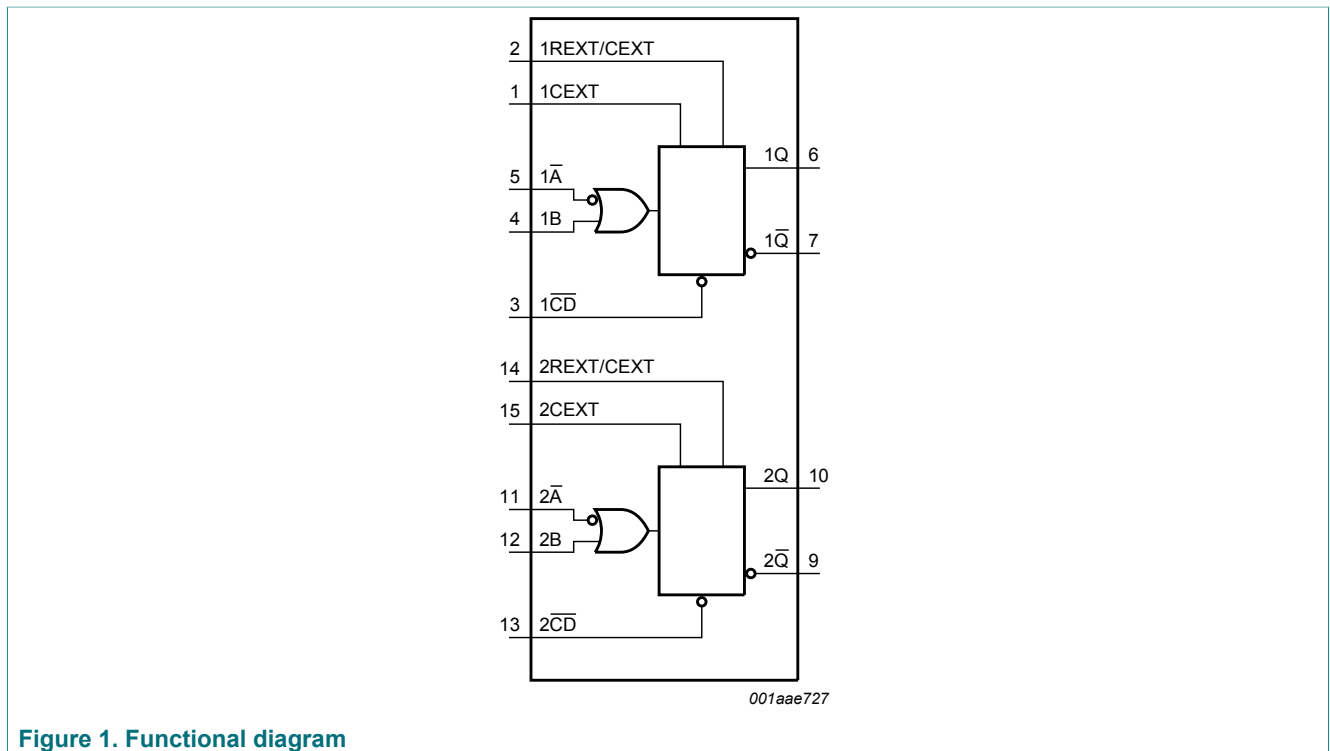 2 1REXT/CEXT
1 1CEXT
1Q 6
5 1A̅
4 1B
1Q̅ 7
3 1C̅D̅
14 2REXT/CEXT
15 2CEXT
2Q 10
11 2A̅
12 2B
2Q̅ 9
13 2C̅D̅
001aae727
Figure 1. Functional diagram